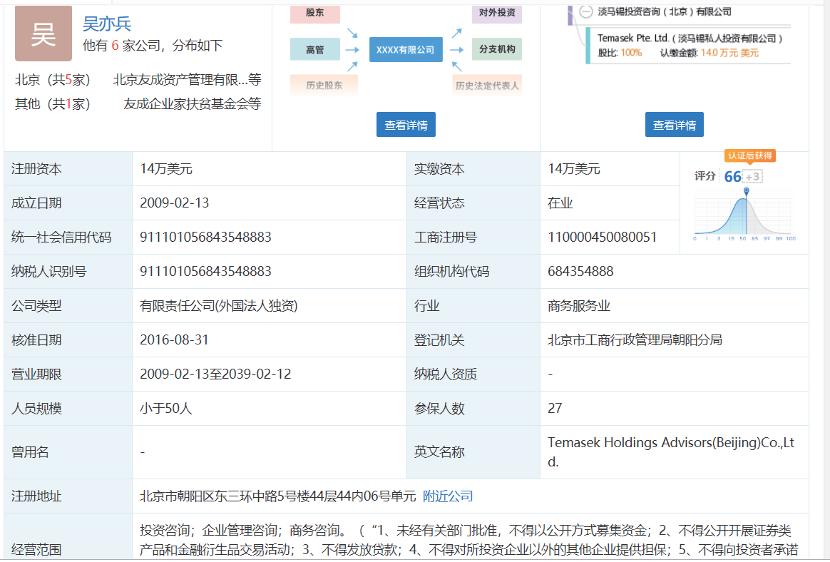 吴
吴亦兵
他有 6 家公司，分布如下
北京（共5家） 北京友成资产管理有限...等
其他（共1家） 友成企业家扶贫基金会等
股东 对外投资
高管 XXXX有限公司 分支机构
历史股东 历史法定代表人
查看详情
淡马锡投资咨询（北京）有限公司
Temasek Pte. Ltd.（淡马锡私人投资有限公司）
股比: 100% 认缴金额: 14.0 万元 美元
查看详情
注册资本 14万美元 实缴资本 14万美元
认证后获得
评分 66 +3
0 1 3 15 50 85 97 99 100
成立日期 2009-02-13 经营状态 在业
统一社会信用代码 911101056843548883 工商注册号 110000450080051
纳税人识别号 911101056843548883 组织机构代码 684354888
公司类型 有限责任公司(外国法人独资) 行业 商务服务业
核准日期 2016-08-31 登记机关 北京市工商行政管理局朝阳分局
营业期限 2009-02-13至2039-02-12 纳税人资质 -
人员规模 小于50人 参保人数 27
曾用名 - 英文名称 Temasek Holdings Advisors(Beijing)Co.,Lt
d.
注册地址 北京市朝阳区东三环中路5号楼44层44内06号单元 附近公司
经营范围 投资咨询；企业管理咨询；商务咨询。（“1、未经有关部门批准，不得以公开方式募集资金；2、不得公开开展证券类
产品和金融衍生品交易活动；3、不得发放贷款；4、不得对所投资企业以外的其他企业提供担保；5、不得向投资者承诺